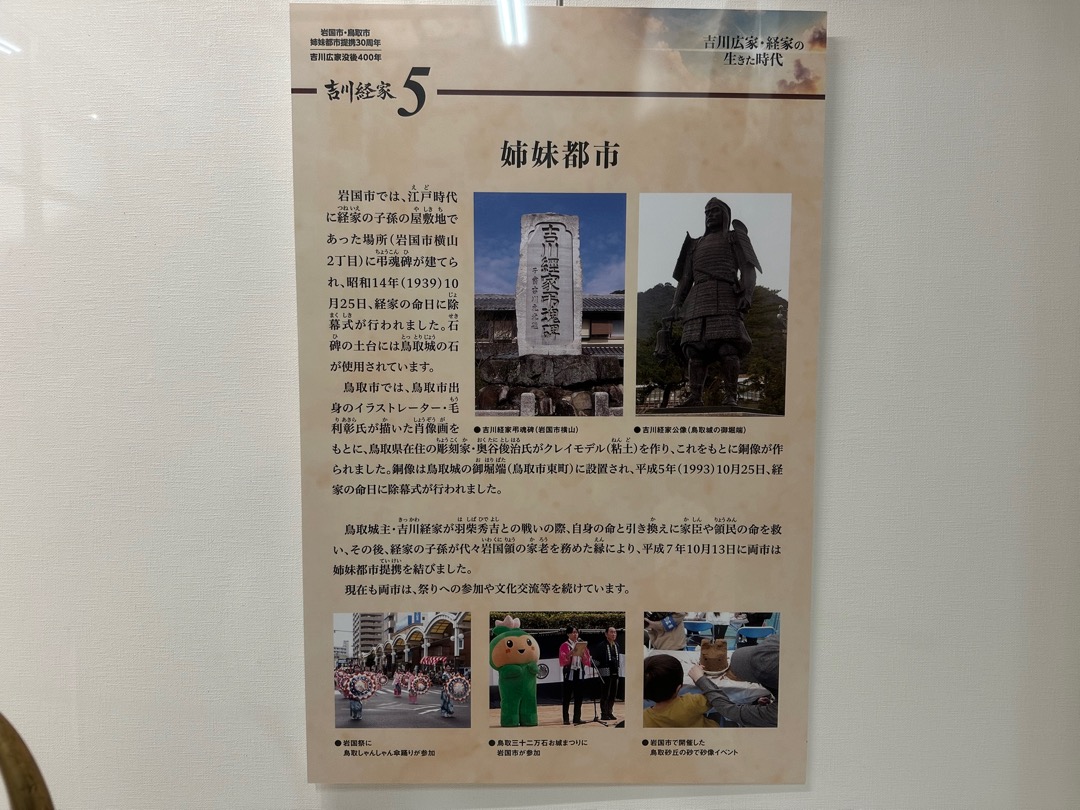 岩国市・鳥取市
姉妹都市提携30周年
吉川広家没後400年
吉川広家・経家の
生きた時代
吉川経家 5
姉妹都市
岩国市では、江戸時代
に経家の子孫の屋敷地で
あった場所(岩国市横山
2丁目)に弔魂碑が建てら
れ、昭和14年(1939)10
月25日、経家の命日に除
幕式が行われました。石
碑の土台には鳥取城の石
が使用されています。
鳥取市では、鳥取市出
身のイラストレーター・毛
利彰氏が描いた肖像画を
もとに、鳥取県在住の彫刻家・奥谷俊治氏がクレイモデル(粘土)を作り、これをもとに銅像が作
られました。銅像は鳥取城の御堀端(鳥取市東町)に設置され、平成5年(1993)10月25日、経
家の命日に除幕式が行われました。
吉川經家弔魂碑
●吉川経家弔魂碑(岩国市横山)
●吉川経家公像(鳥取城の御堀端)
鳥取城主・吉川経家が羽柴秀吉との戦いの際、自身の命と引き換えに家臣や領民の命を救
い、その後、経家の子孫が代々岩国領の家老を務めた縁により、平成7年10月13日に両市は
姉妹都市提携を結びました。
現在も両市は、祭りへの参加や文化交流等を続けています。
●岩国祭に
鳥取しゃんしゃん傘踊りが参加
●鳥取三十二万石お城まつりに
岩国市が参加
●岩国市で開催した
鳥取砂丘の砂で砂像イベント